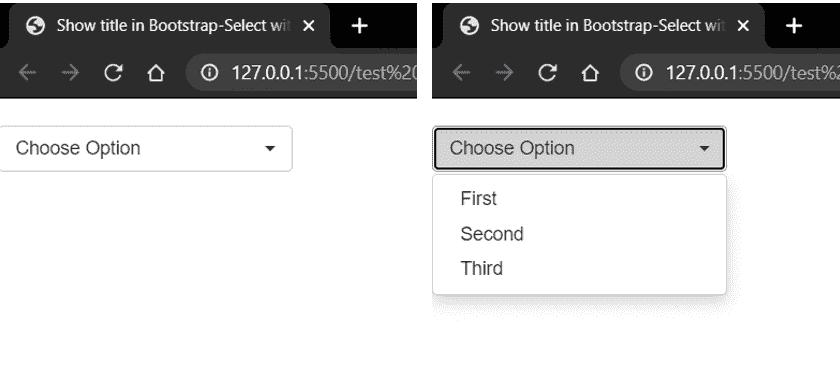 Show title in Bootstrap-Select wit
127.0.0.1:5500/test%20
Choose Option
Show title in Bootstrap-Select wit
127.0.0.1:5500/test%2
Choose Option
First
Second
Third